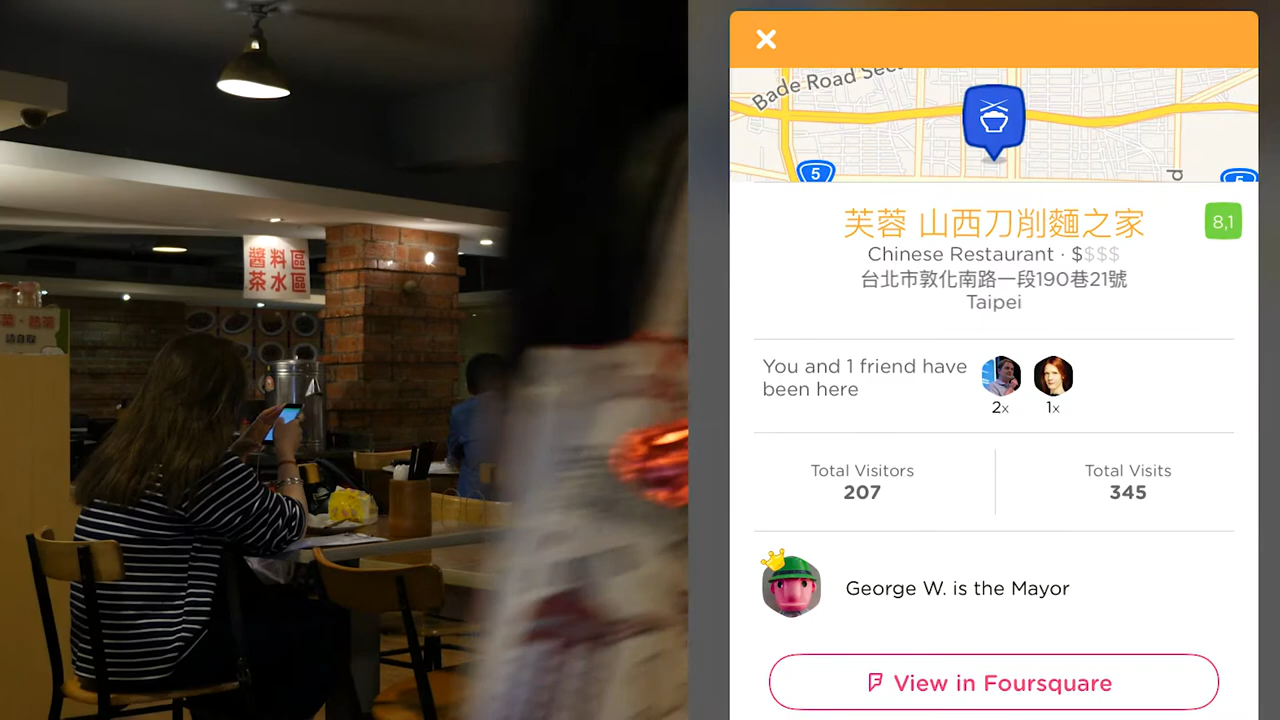 醬料區
茶水區
請自取
Bade Road Sec
5
5
芙蓉 山西刀削麵之家
8,1
Chinese Restaurant · $$$$
台北市敦化南路一段190巷21號
Taipei
You and 1 friend have
been here
2x
1x
Total Visitors
207
Total Visits
345
George W. is the Mayor
View in Foursquare